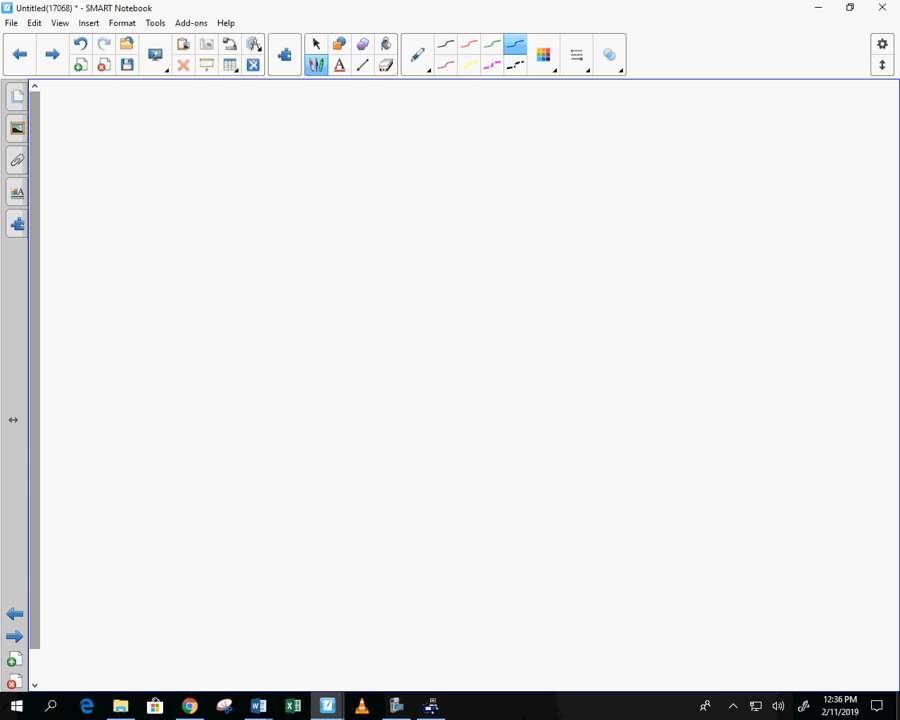 Untitled(17068) * - SMART Notebook
File Edit View Insert Format Tools Add-ons Help
12:36 PM
2/11/2019